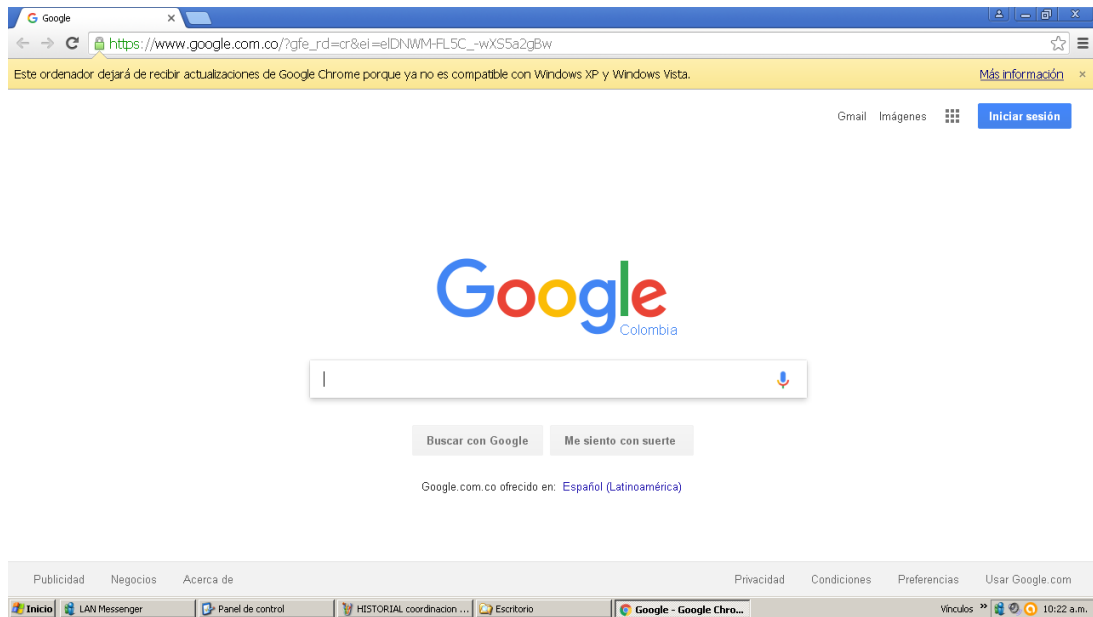 Google
https://www.google.com.co/?gfe_rd=cr&ei=elDNWM-FL5C_-wXS5a2gBw
Este ordenador dejará de recibir actualizaciones de Google Chrome porque ya no es compatible con Windows XP y Windows Vista. Más información
Gmail Imágenes Iniciar sesión
Google
Colombia
Buscar con Google Me siento con suerte
Google.com.co ofrecido en: Español (Latinoamérica)
Publicidad Negocios Acerca de Privacidad Condiciones Preferencias Usar Google.com
Inicio LAN Messenger Panel de control HISTORIAL coordinacion ... Escritorio Google - Google Chro... Vínculos » 10:22 a.m.